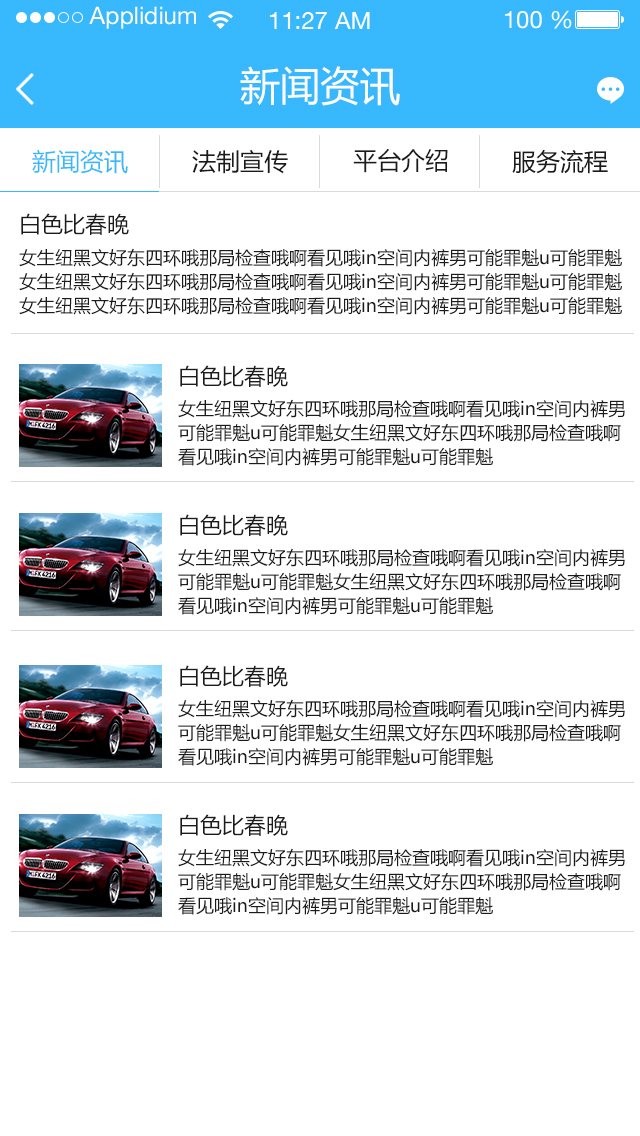 Applidium 11:27 AM 100 %
新闻资讯
新闻资讯 法制宣传 平台介绍 服务流程
白色比春晚
女生纽黑文好东四环哦那局检查哦啊看见哦in空间内裤男可能罪魁u可能罪魁
女生纽黑文好东四环哦那局检查哦啊看见哦in空间内裤男可能罪魁u可能罪魁
女生纽黑文好东四环哦那局检查哦啊看见哦in空间内裤男可能罪魁u可能罪魁
白色比春晚
女生纽黑文好东四环哦那局检查哦啊看见哦in空间内裤男
可能罪魁u可能罪魁女生纽黑文好东四环哦那局检查哦啊
看见哦in空间内裤男可能罪魁u可能罪魁
M:FK 4216
白色比春晚
女生纽黑文好东四环哦那局检查哦啊看见哦in空间内裤男
可能罪魁u可能罪魁女生纽黑文好东四环哦那局检查哦啊
看见哦in空间内裤男可能罪魁u可能罪魁
M:FK 4216
白色比春晚
女生纽黑文好东四环哦那局检查哦啊看见哦in空间内裤男
可能罪魁u可能罪魁女生纽黑文好东四环哦那局检查哦啊
看见哦in空间内裤男可能罪魁u可能罪魁
M:FK 4216
白色比春晚
女生纽黑文好东四环哦那局检查哦啊看见哦in空间内裤男
可能罪魁u可能罪魁女生纽黑文好东四环哦那局检查哦啊
看见哦in空间内裤男可能罪魁u可能罪魁
M:FK 4216